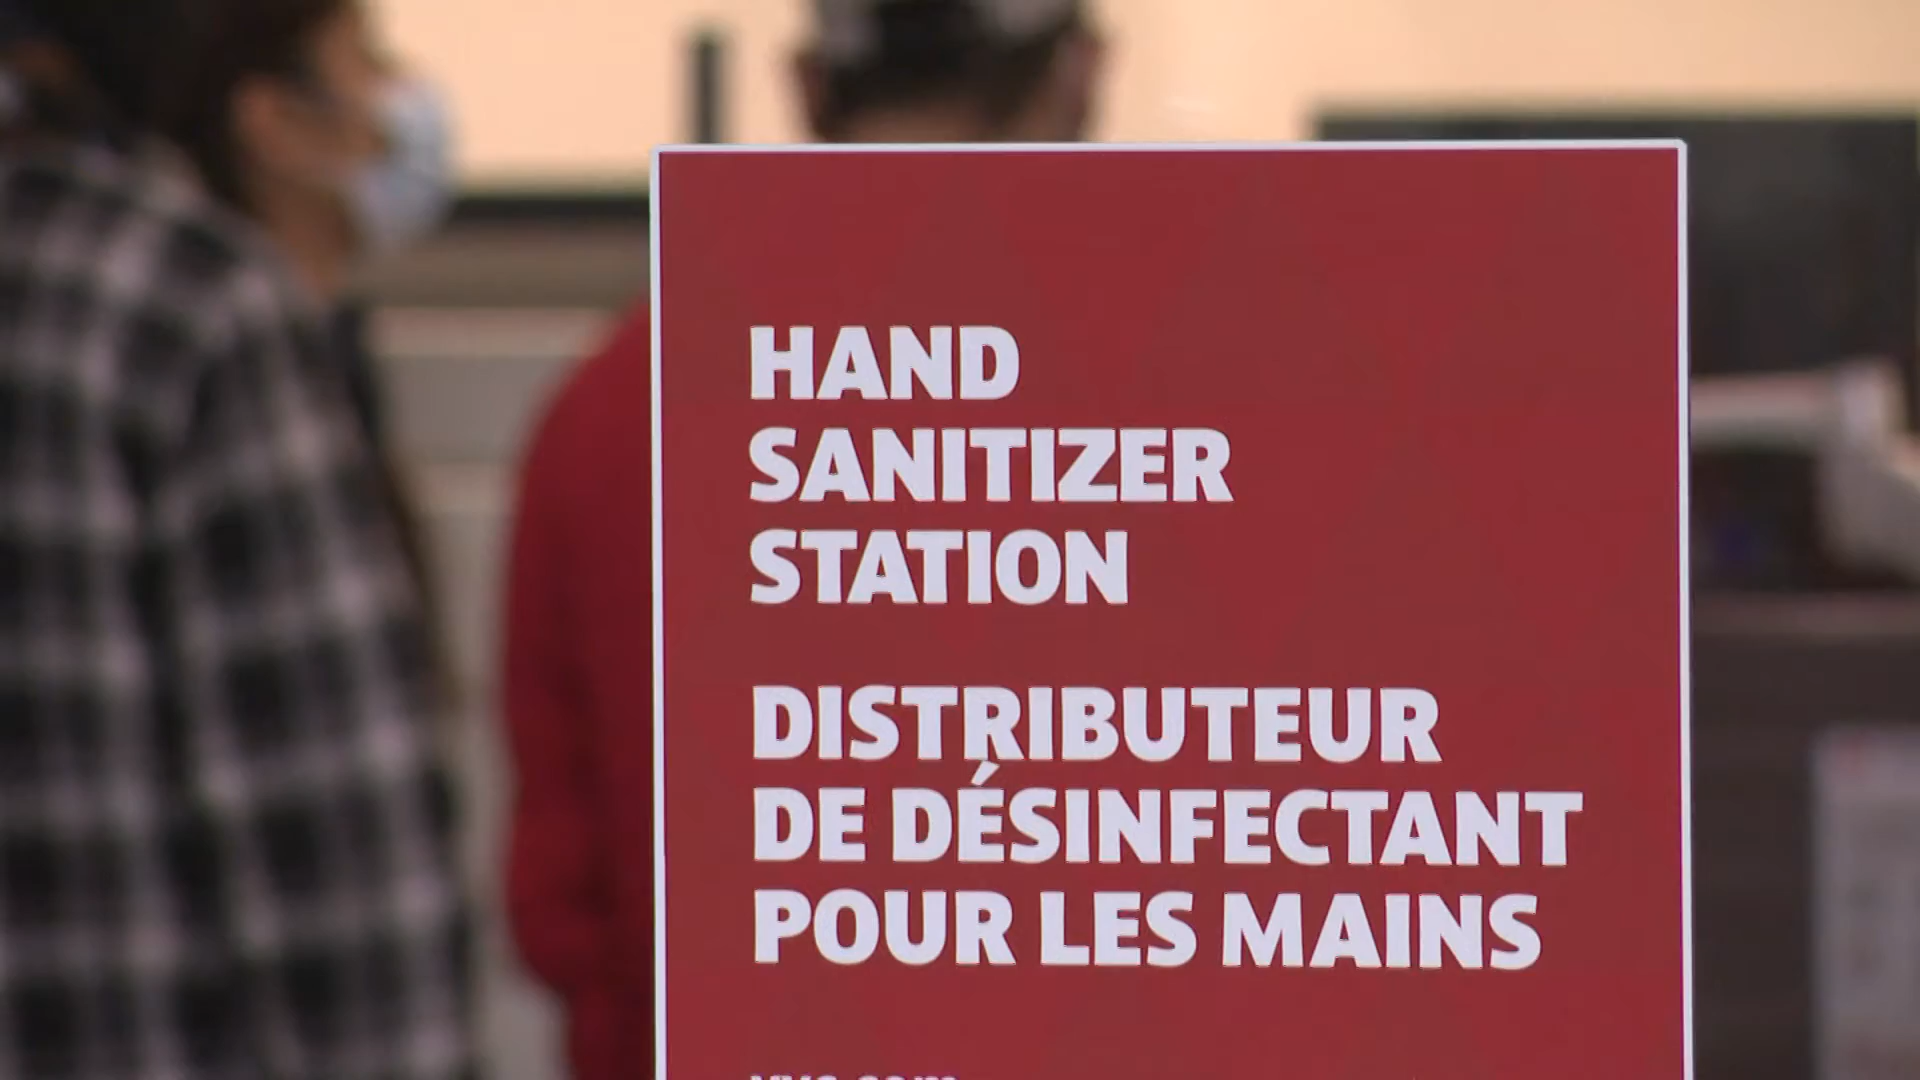 HAND
SANITIZER
STATION
DISTRIBUTEUR
DE DÉSINFECTANT
POUR LES MAINS